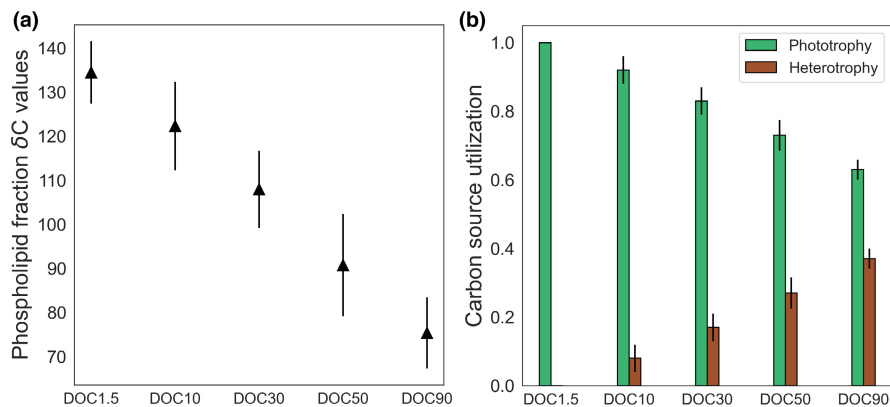 (a)
Phospholipid fraction δC values
140
130
120
110
100
90
80
70
DOC1.5 DOC10 DOC30 DOC50 DOC90
(b)
Carbon source utilization
1.0
0.8
0.6
0.4
0.2
0.0
Phototrophy
Heterotrophy
DOC1.5 DOC10 DOC30 DOC50 DOC90